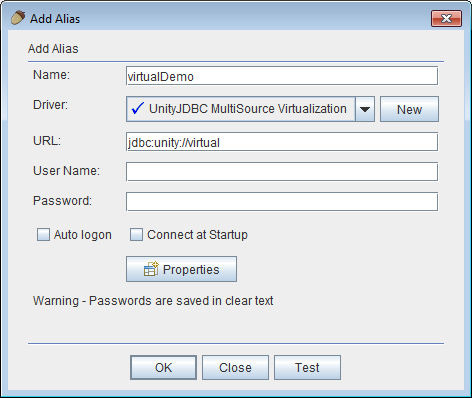 Add Alias
Add Alias
Name: virtualDemo
Driver: UnityJDBC MultiSource Virtualization New
URL: jdbc:unity://virtual
User Name:
Password:
Auto logon Connect at Startup
Properties
Warning - Passwords are saved in clear text
OK Close Test